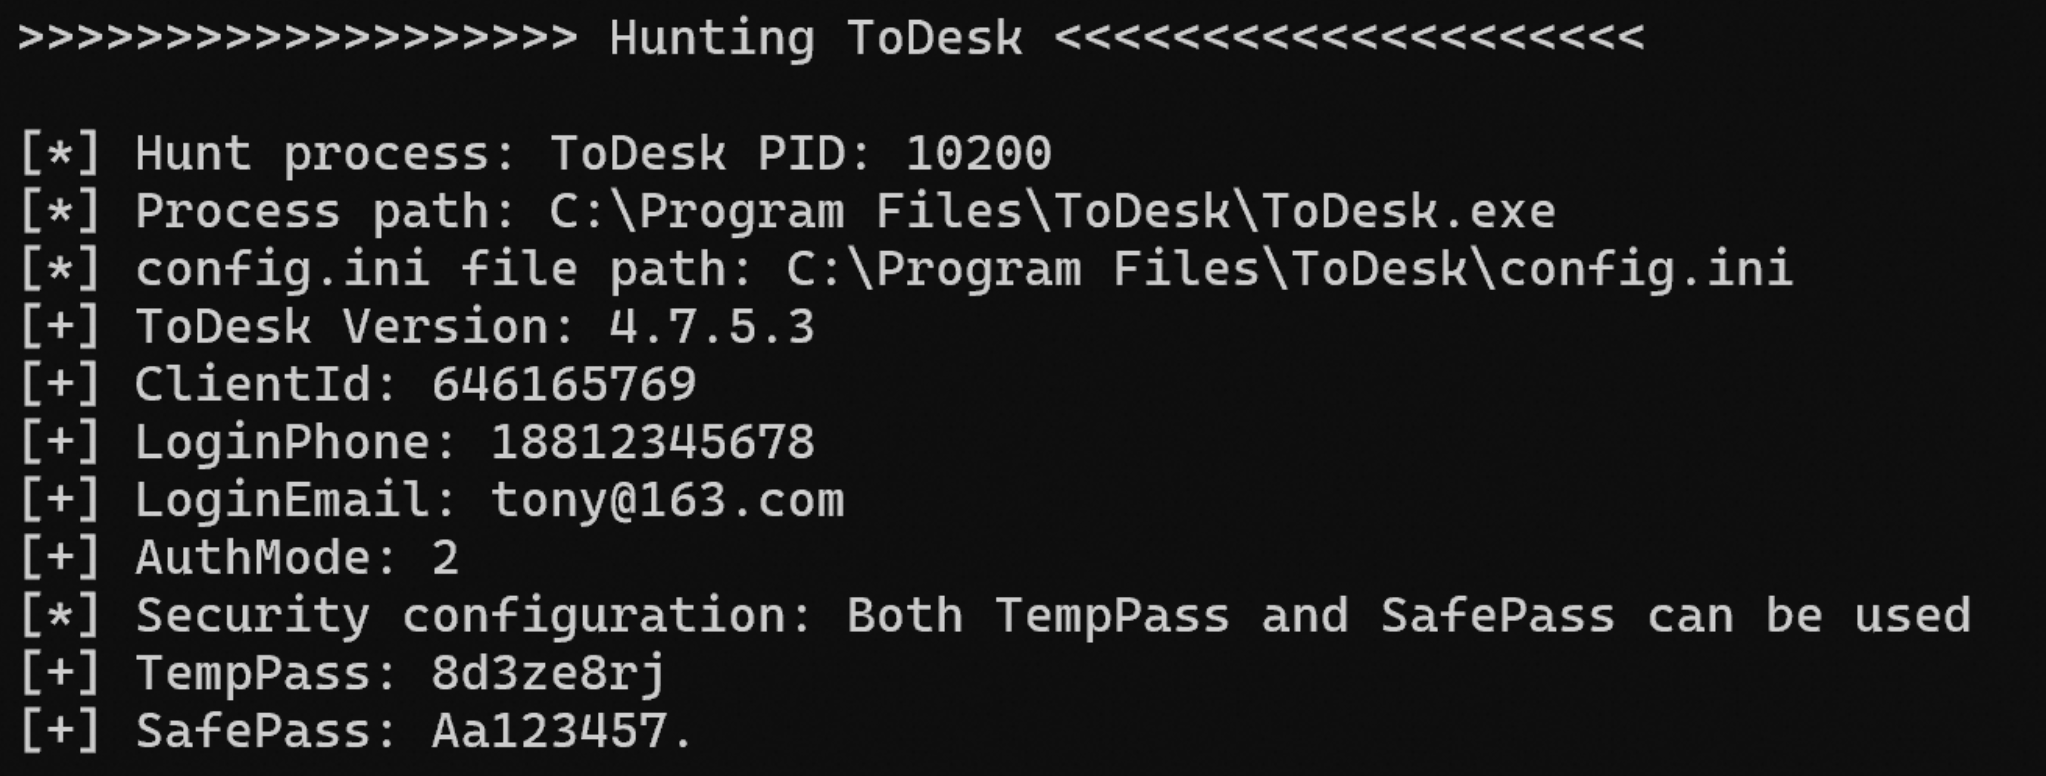 >>>>>>>>>>>>>>>>>>> Hunting ToDesk <<<<<<<<<<<<<<<<<<<<
[*] Hunt process: ToDesk PID: 10200
[*] Process path: C:\Program Files\ToDesk\ToDesk.exe
[*] config.ini file path: C:\Program Files\ToDesk\config.ini
[+] ToDesk Version: 4.7.5.3
[+] ClientId: 646165769
[+] LoginPhone: 18812345678
[+] LoginEmail: tony@163.com
[+] AuthMode: 2
[*] Security configuration: Both TempPass and SafePass can be used
[+] TempPass: 8d3ze8rj
[+] SafePass: Aa123457.